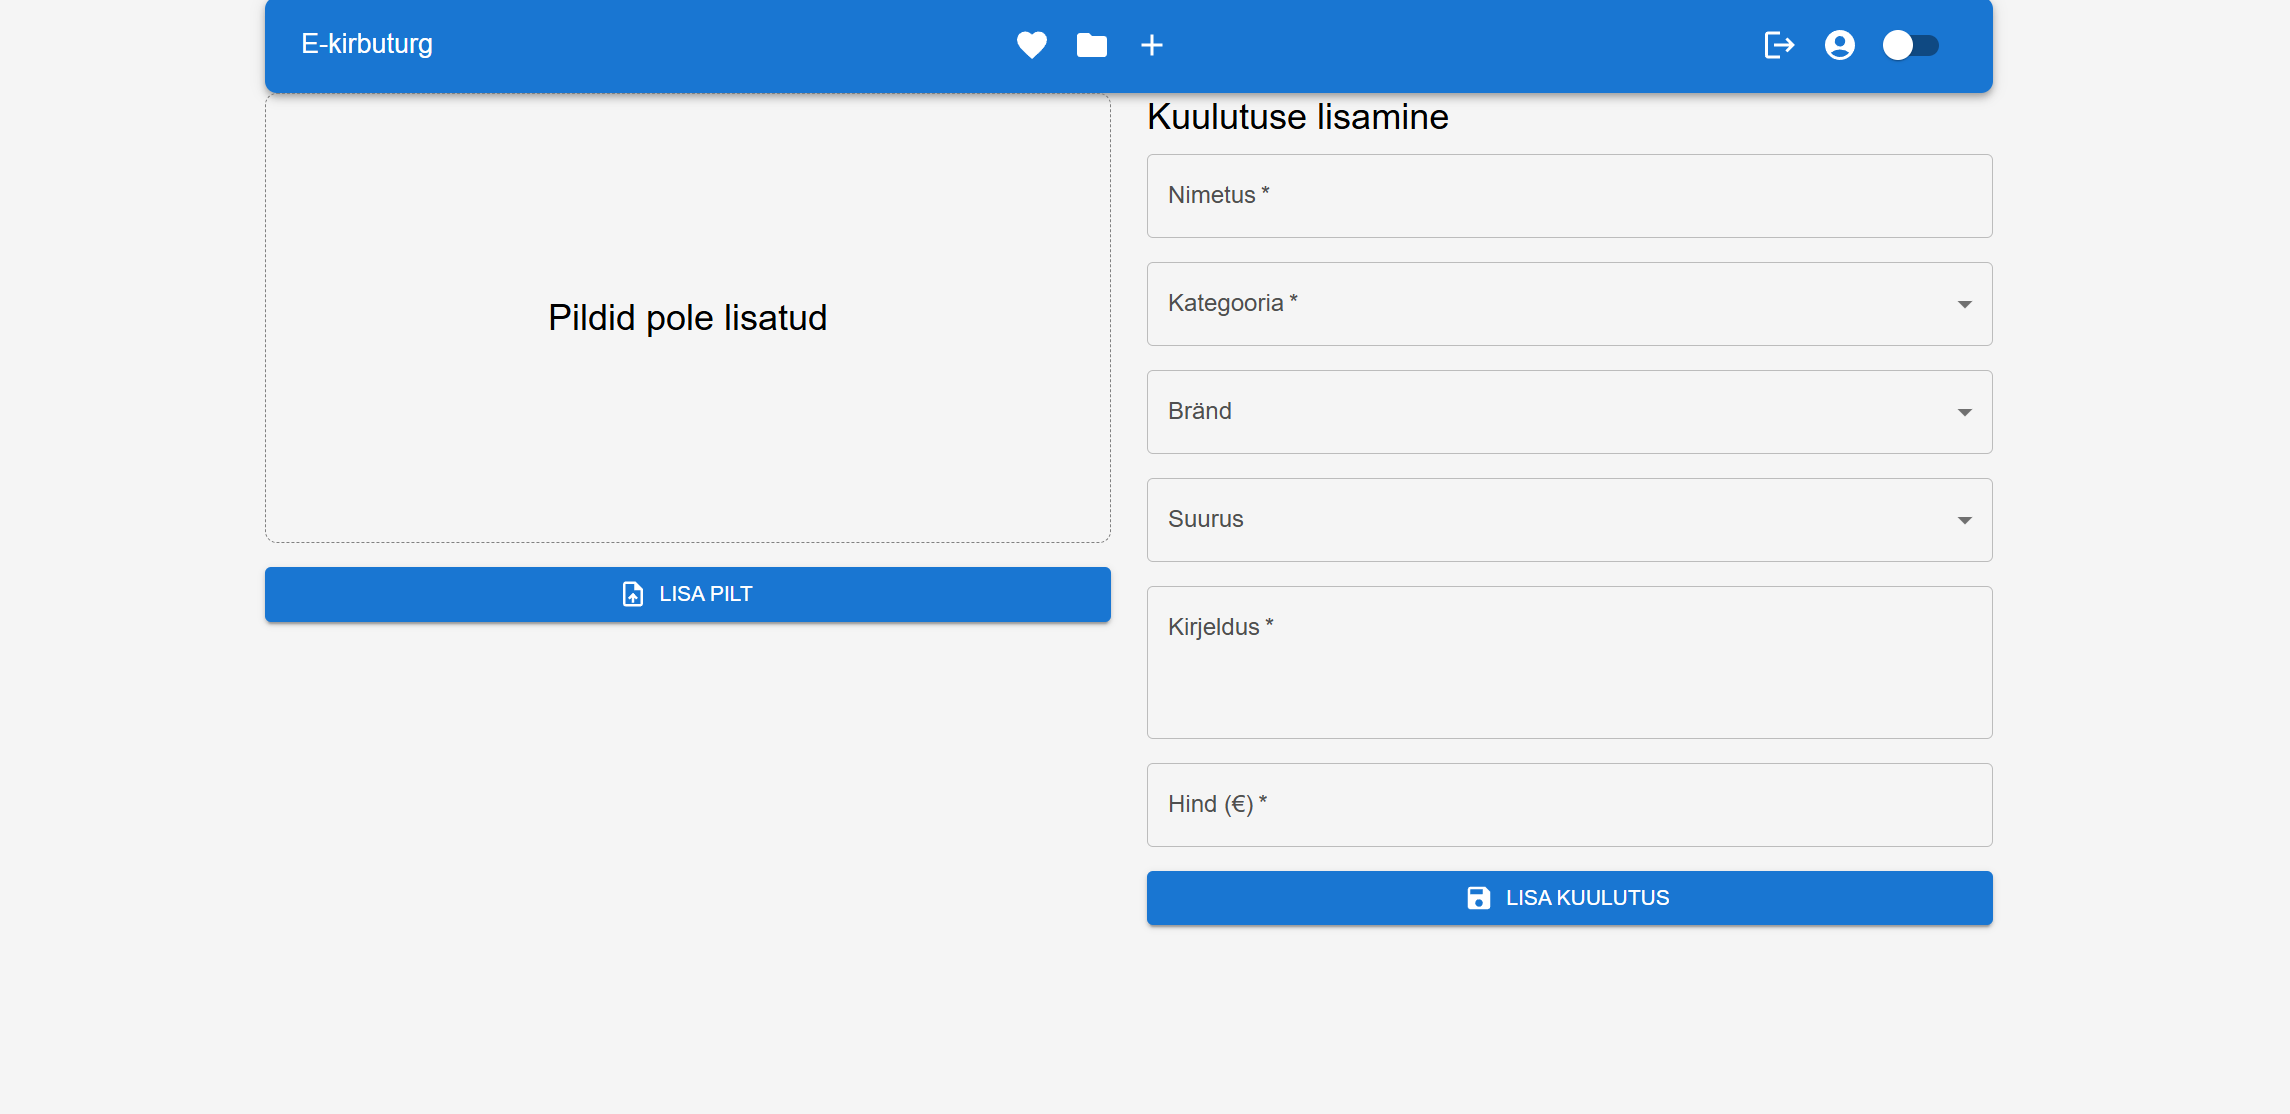 E-kirbuturg
Pildid pole lisatud
LISA PILT
Kuulutuse lisamine
Nimetus *
Kategooria *
Bränd
Suurus
Kirjeldus *
Hind (€) *
LISA KUULUTUS